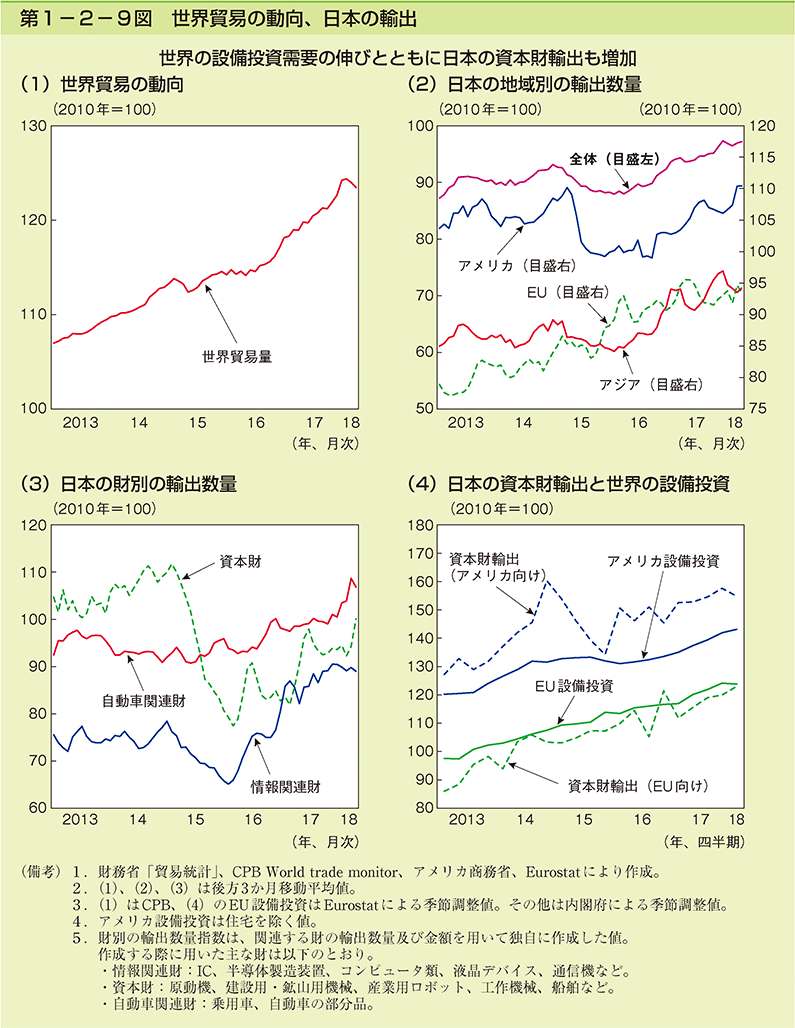 第1－2－9図　世界貿易の動向、日本の輸出
世界の設備投資需要の伸びとともに日本の資本財輸出も増加
（1）世界貿易の動向
（2010年＝100）
130
120
110
100
世界貿易量
2013 14 15 16 17 18
（年、月次）
（2）日本の地域別の輸出数量
（2010年＝100）
（2010年＝100）
100
90
80
70
60
50
120
115
110
105
100
95
90
85
80
75
全体（目盛左）
アメリカ（目盛右）
EU（目盛右）
アジア（目盛右）
2013 14 15 16 17 18
（年、月次）
（3）日本の財別の輸出数量
（2010年＝100）
120
110
100
90
80
70
60
資本財
自動車関連財
情報関連財
2013 14 15 16 17 18
（年、月次）
（4）日本の資本財輸出と世界の設備投資
（2010年＝100）
180
170
160
150
140
130
120
110
100
90
80
資本財輸出
（アメリカ向け）
アメリカ設備投資
EU設備投資
資本財輸出（EU向け）
2013 14 15 16 17 18
（年、四半期）
（備考）1．財務省「貿易統計」、CPB World trade monitor、アメリカ商務省、Eurostatにより作成。
2．(1)、(2)、(3) は後方3か月移動平均値。
3．(1) はCPB、(4) のEU設備投資はEurostatによる季節調整値。その他は内閣府による季節調整値。
4．アメリカ設備投資は住宅を除く値。
5．財別の輸出数量指数は、関連する財の輸出数量及び金額を用いて独自に作成した値。
作成する際に用いた主な財は以下のとおり。
・情報関連財：IC、半導体製造装置、コンピュータ類、液晶デバイス、通信機など。
・資本財：原動機、建設用・鉱山用機械、産業用ロボット、工作機械、船舶など。
・自動車関連財：乗用車、自動車の部分品。